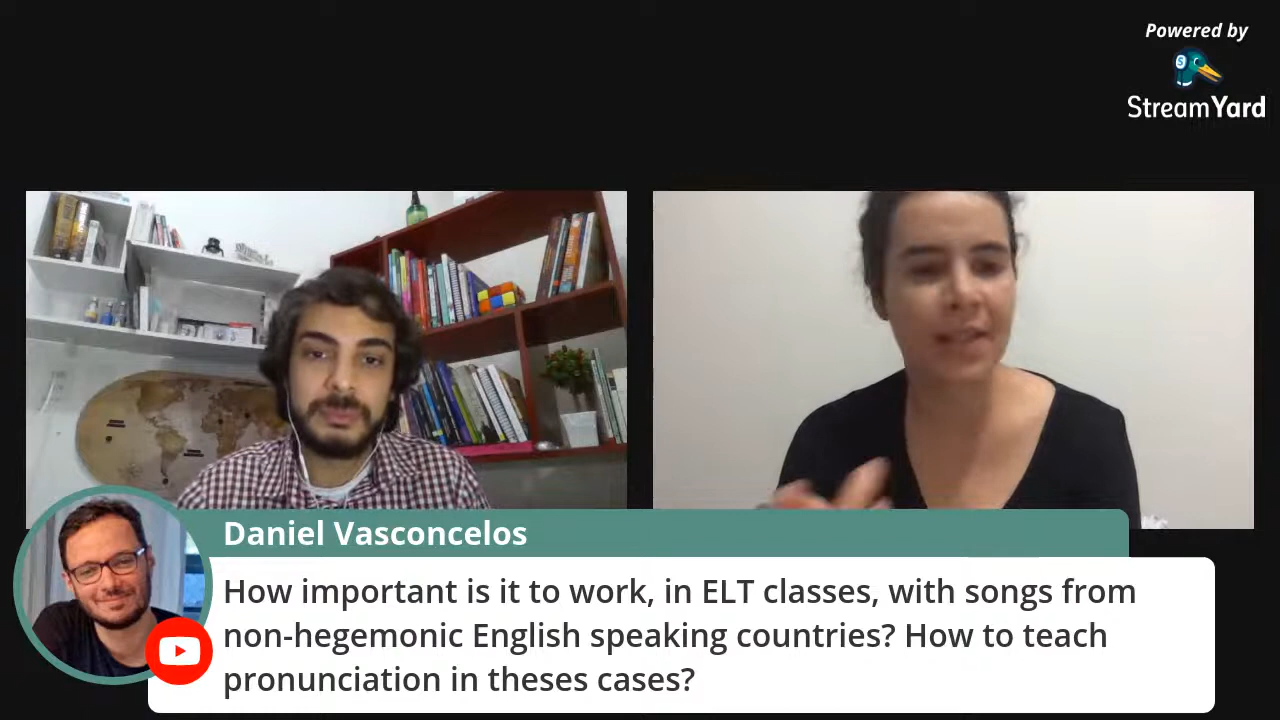 Powered by
StreamYard
Daniel Vasconcelos
How important is it to work, in ELT classes, with songs from
non-hegemonic English speaking countries? How to teach
pronunciation in theses cases?